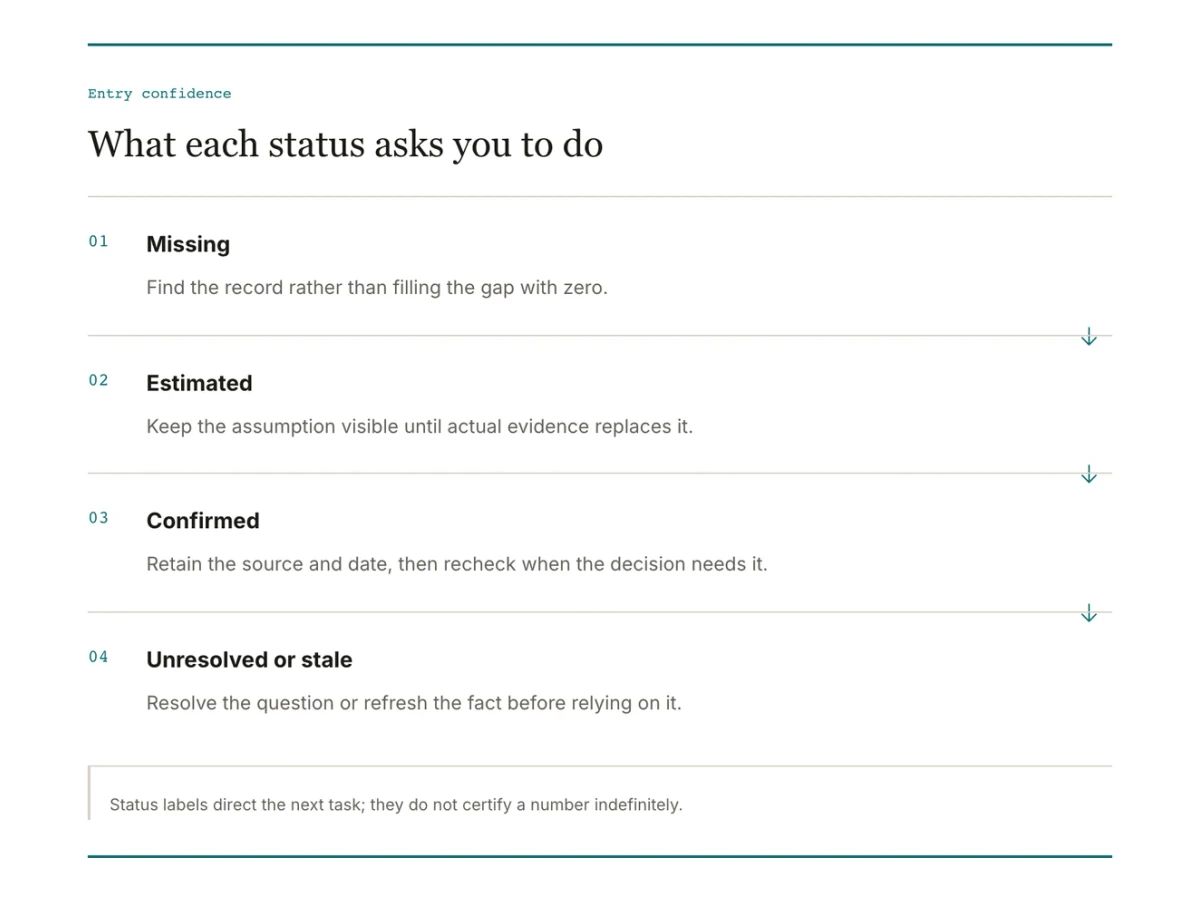 Entry confidence
What each status asks you to do
01
Missing
Find the record rather than filling the gap with zero.
02
Estimated
Keep the assumption visible until actual evidence replaces it.
03
Confirmed
Retain the source and date, then recheck when the decision needs it.
04
Unresolved or stale
Resolve the question or refresh the fact before relying on it.
Status labels direct the next task; they do not certify a number indefinitely.